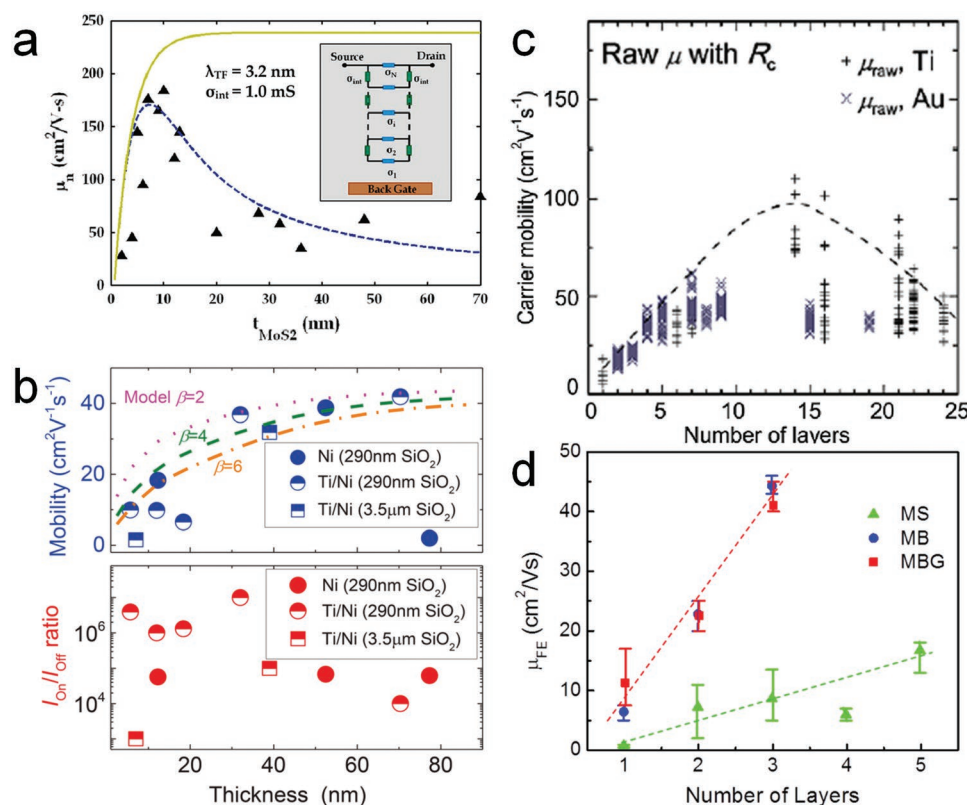 a
μn (cm²/V-s)
250
200
150
100
50
0
0
10
20
30
40
50
60
70
t MoS2 (nm)
λTF = 3.2 nm
σint = 1.0 mS
Source
Drain
σN
σint
σint
σi
σ2
σ1
Back Gate
b
Mobility (cm²V⁻¹s⁻¹)
40
20
0
Model β=2
β=4
β=6
Ni (290nm SiO₂)
Ti/Ni (290nm SiO₂)
Ti/Ni (3.5μm SiO₂)
IOn/IOff ratio
10⁶
10⁴
Ni (290nm SiO₂)
Ti/Ni (290nm SiO₂)
Ti/Ni (3.5μm SiO₂)
20
40
60
80
Thickness (nm)
c
Raw μ with Rc
+ μraw, Ti
× μraw, Au
Carrier mobility (cm²V⁻¹s⁻¹)
150
100
50
0
0
5
10
15
20
25
Number of layers
d
μFE (cm²/Vs)
50
40
30
20
10
0
MS
MB
MBG
1
2
3
4
5
Number of Layers